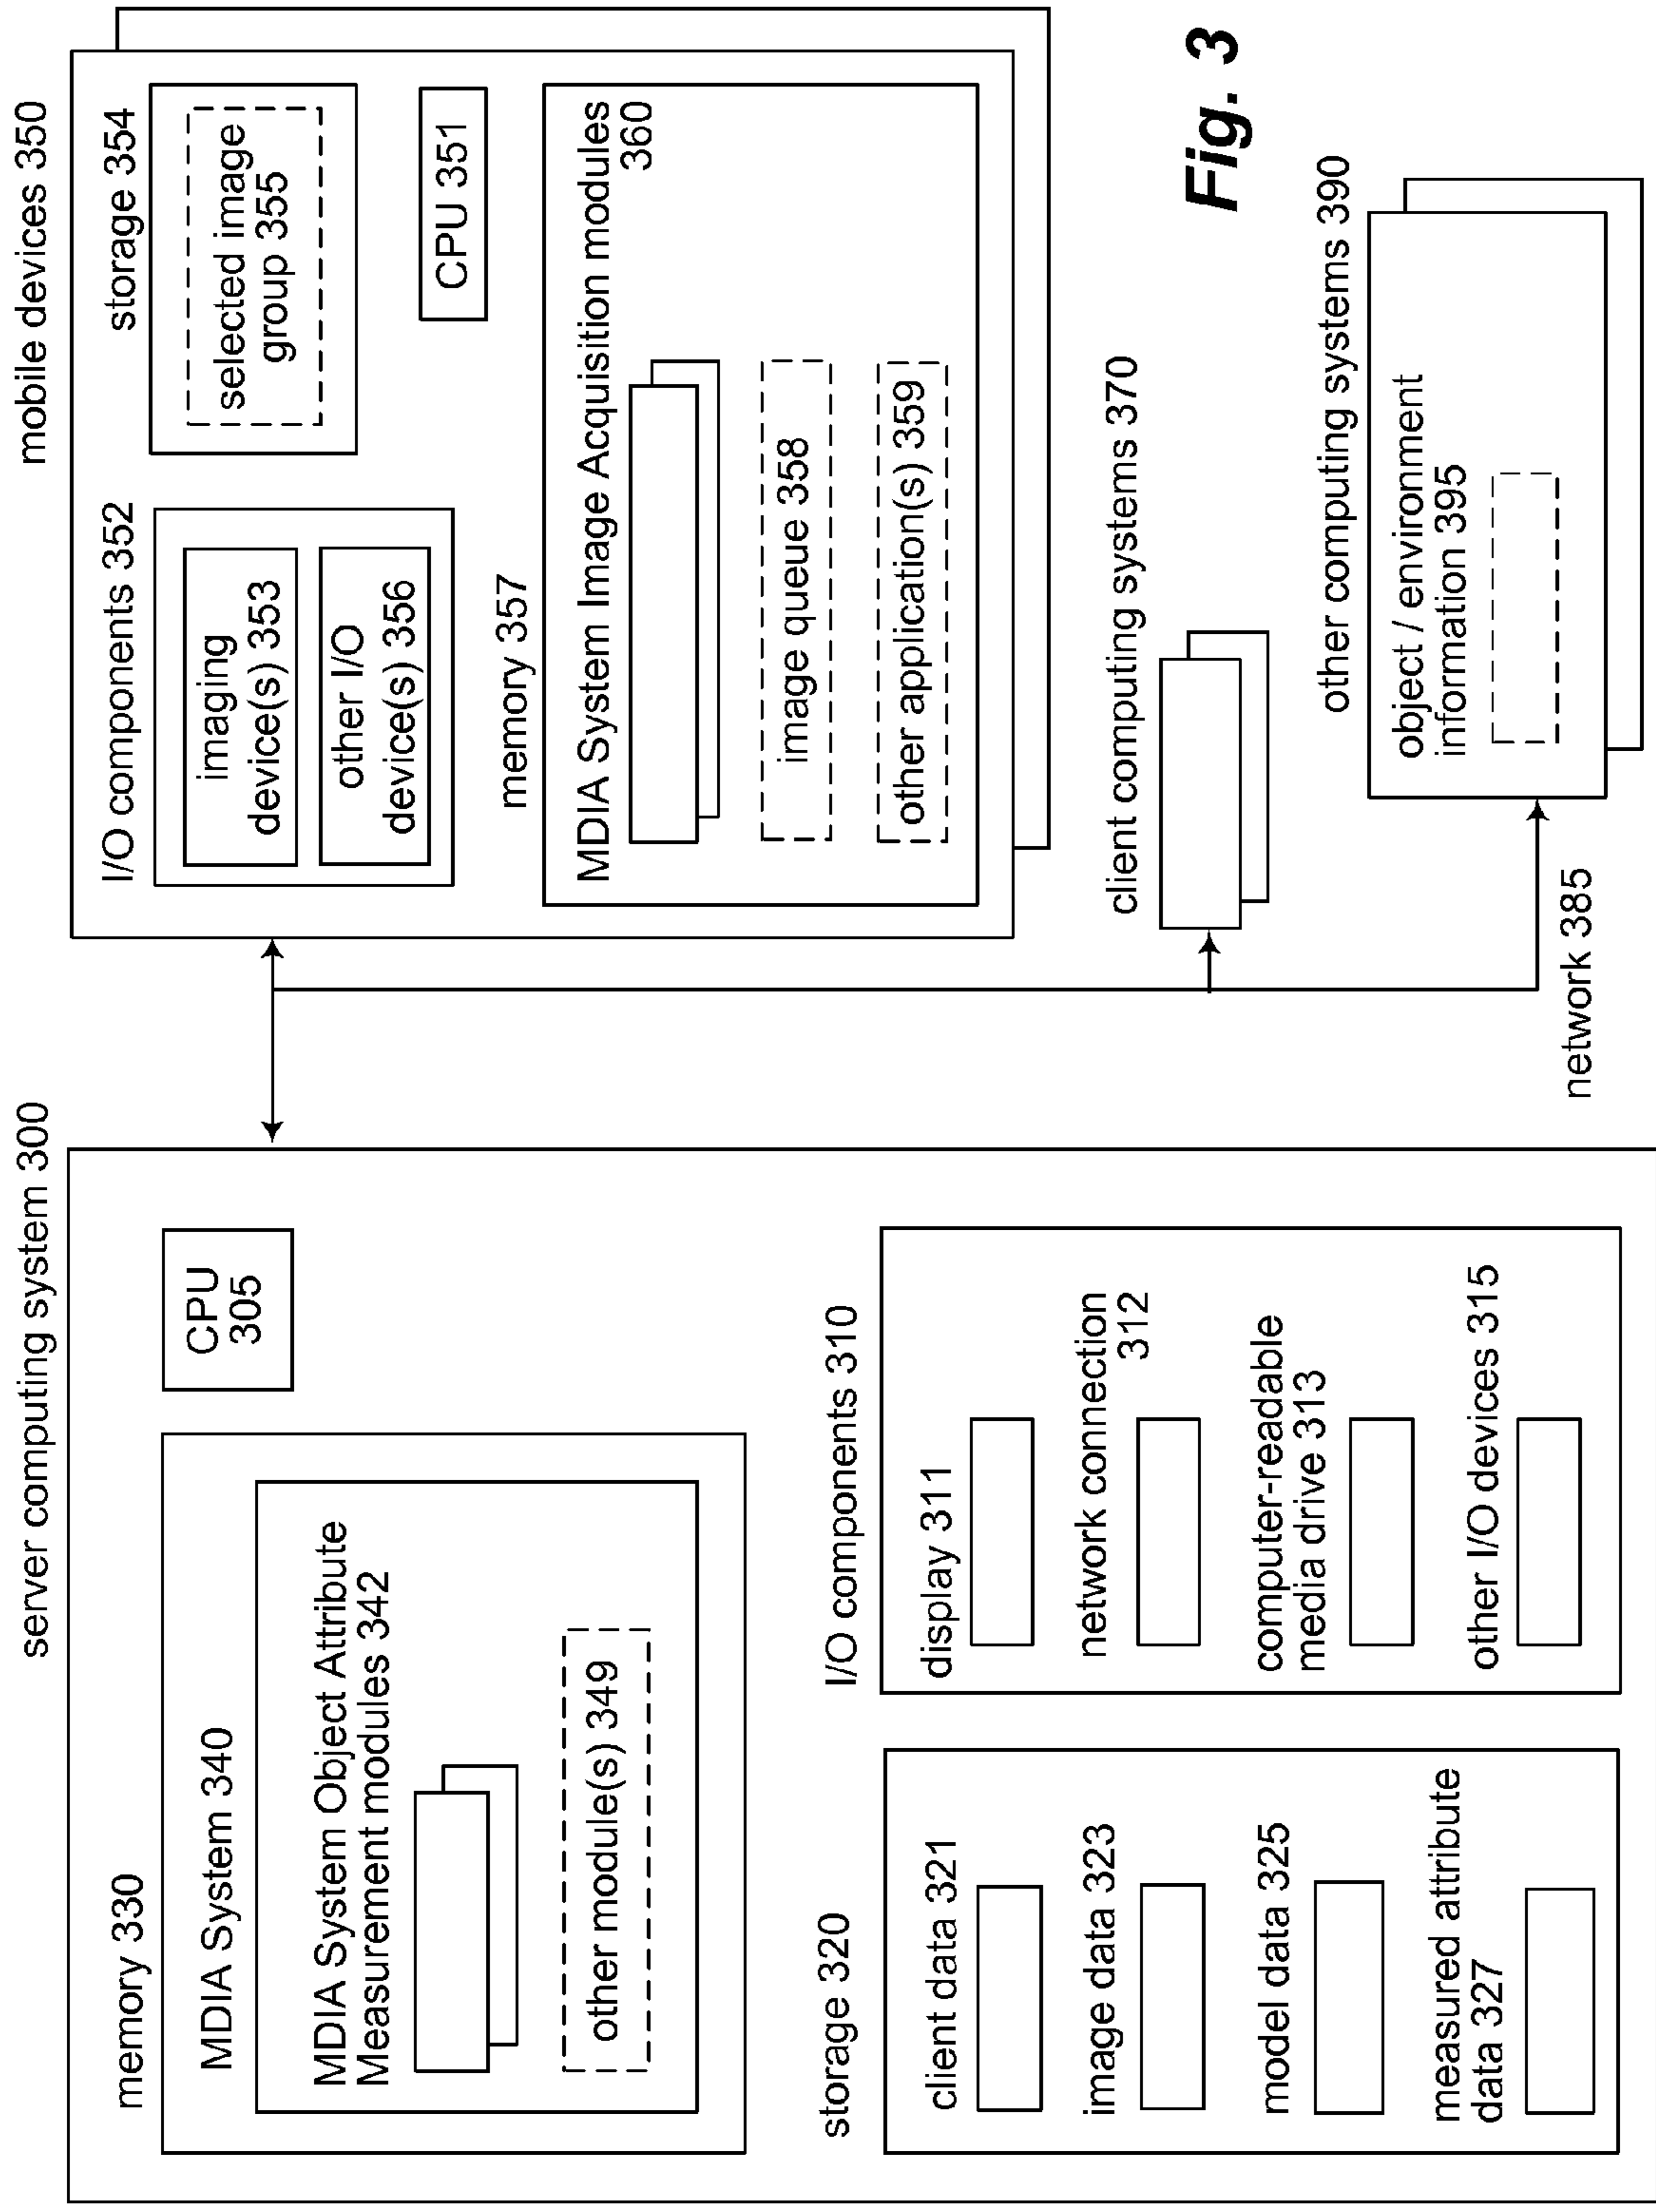 server computing system 300
memory 330
MDIA System 340
MDIA System Object Attribute
Measurement modules 342
other module(s) 349
CPU
305
storage 320
client data 321
image data 323
model data 325
measured attribute
data 327
I/O components 310
display 311
network connection
312
computer-readable
media drive 313
other I/O devices 315
mobile devices 350
I/O components 352
imaging
device(s) 353
other I/O
device(s) 356
storage 354
selected image
group 355
CPU 351
memory 357
MDIA System Image Acquisition modules
360
image queue 358
other application(s) 359
client computing systems 370
other computing systems 390
object / environment
information 395
network 385
Fig. 3